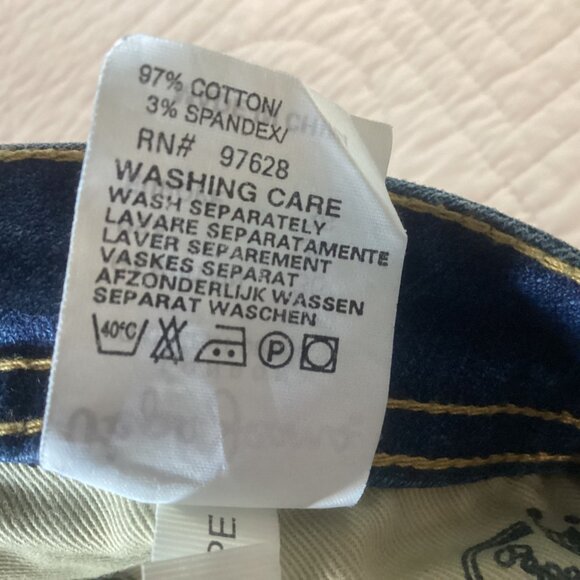 97% COTTON/
3% SPANDEX/
RN# 97628
WASHING CARE
WASH SEPARATELY
LAVARE SEPARATAMENTE
LAVER SEPAREMENT
VASKES SEPARAT
AFZONDERLIJK WASSEN
SEPARAT WASCHEN
40°C P
PE